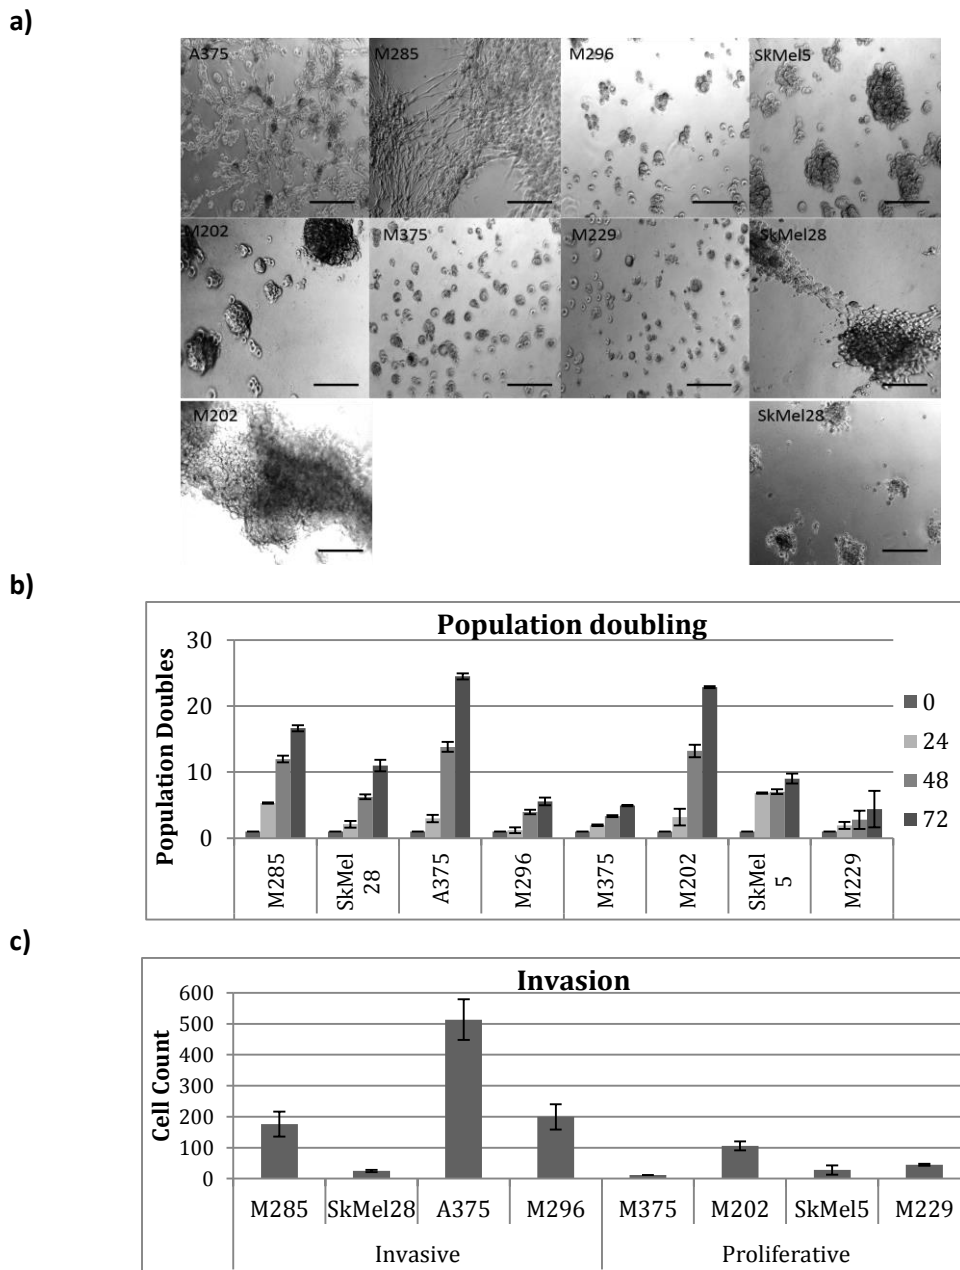 a)
A375 M285 M296 SkMel5
M202 M375 M229 SkMel28
M202 SkMel28
b)
Population doubling
Population Doubles
30
20
10
0
M285 SkMel 28 A375 M296 M375 M202 SkMel 5 M229
0
24
48
72
c)
Invasion
Cell Count
600
500
400
300
200
100
0
M285 SkMel28 A375 M296 M375 M202 SkMel5 M229
Invasive Proliferative